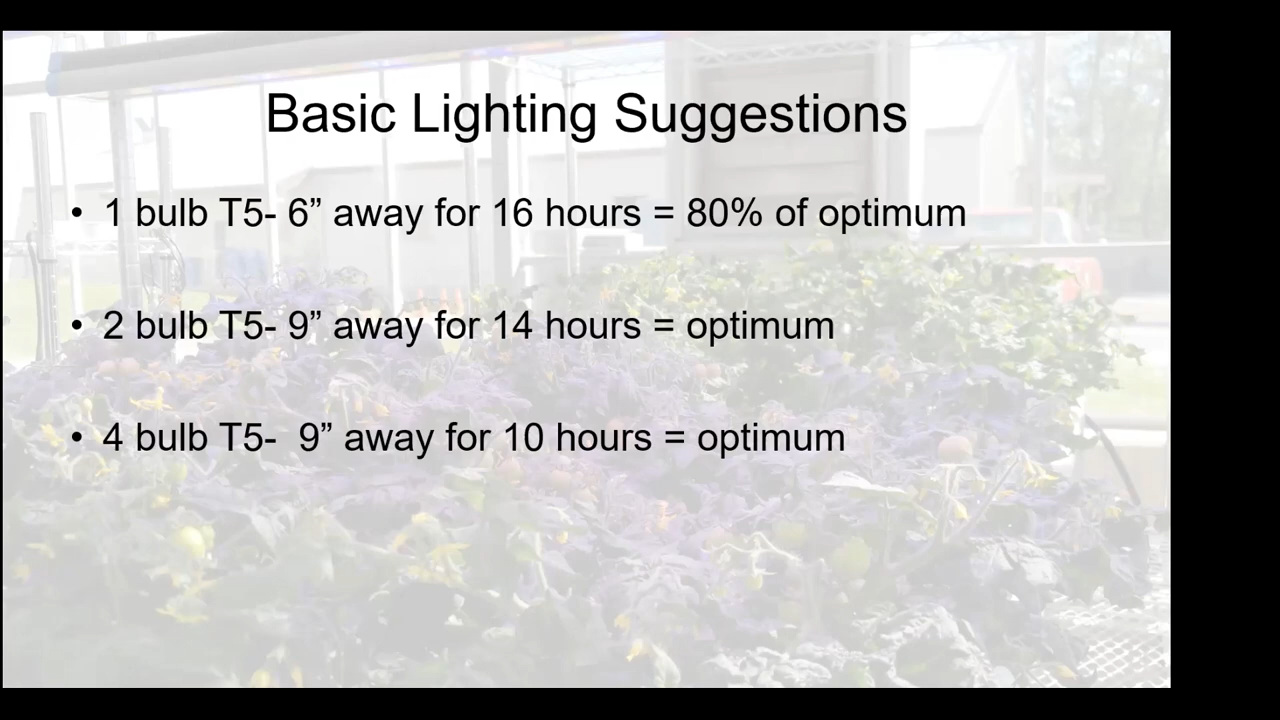 Basic Lighting Suggestions
• 1 bulb T5- 6” away for 16 hours = 80% of optimum
• 2 bulb T5- 9” away for 14 hours = optimum
• 4 bulb T5-  9” away for 10 hours = optimum